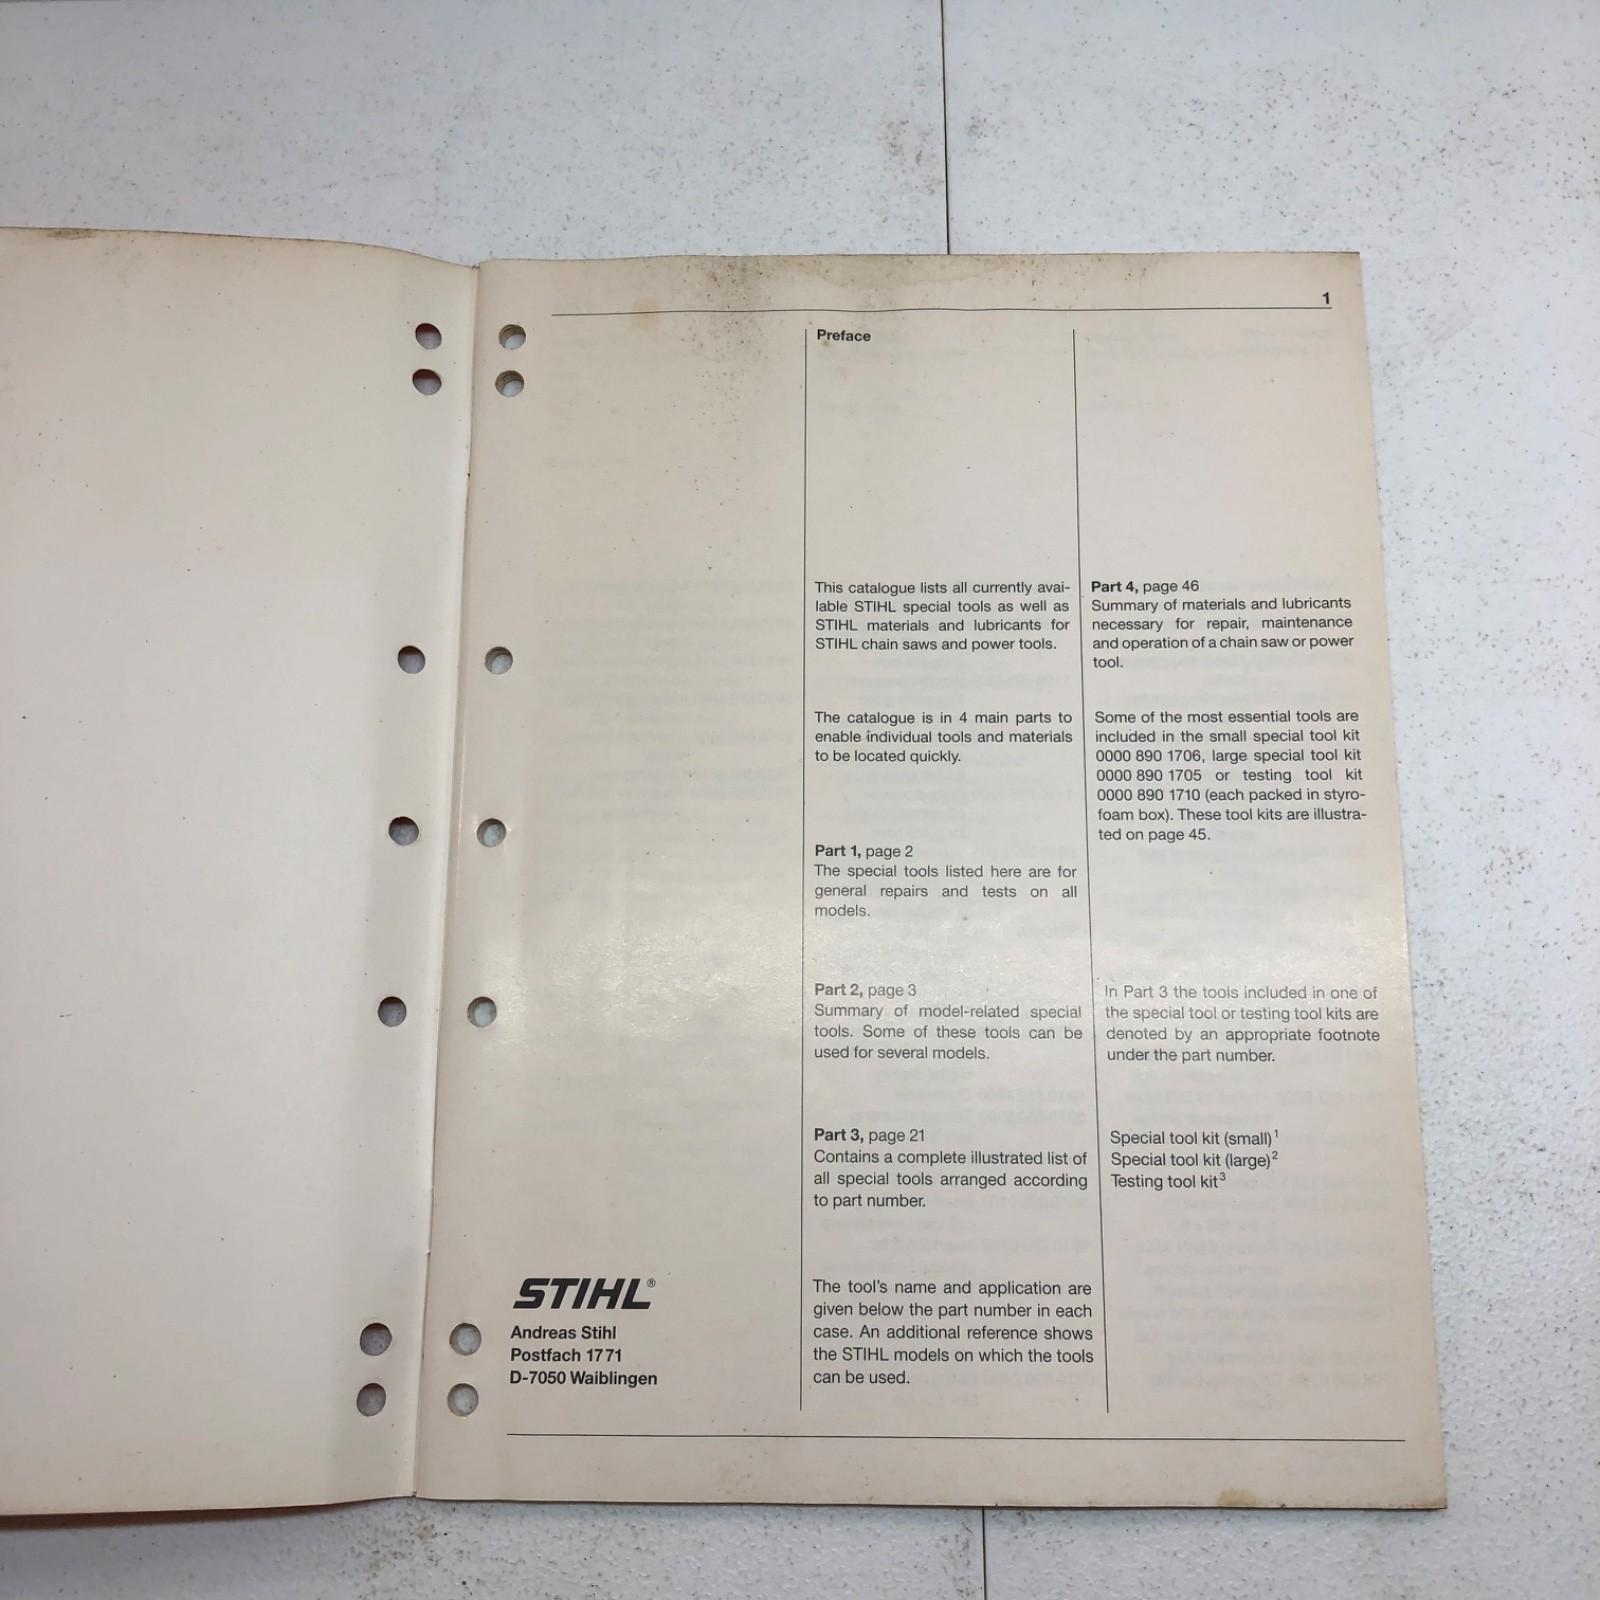 1
Preface
This catalogue lists all currently avai-
lable STIHL special tools as well as
STIHL materials and lubricants for
STIHL chain saws and power tools.
The catalogue is in 4 main parts to
enable individual tools and materials
to be located quickly.
Part 1, page 2
The special tools listed here are for
general repairs and tests on all
models.
Part 2, page 3
Summary of model-related special
tools. Some of these tools can be
used for several models.
Part 3, page 21
Contains a complete illustrated list of
all special tools arranged according
to part number.
The tool's name and application are
given below the part number in each
case. An additional reference shows
the STIHL models on which the tools
can be used.
Part 4, page 46
Summary of materials and lubricants
necessary for repair, maintenance
and operation of a chain saw or power
tool.
Some of the most essential tools are
included in the small special tool kit
0000 890 1706, large special tool kit
0000 890 1705 or testing tool kit
0000 890 1710 (each packed in styro-
foam box). These tool kits are illustra-
ted on page 45.
In Part 3 the tools included in one of
the special tool or testing tool kits are
denoted by an appropriate footnote
under the part number.
Special tool kit (small)¹
Special tool kit (large)²
Testing tool kit³
STIHL®
Andreas Stihl
Postfach 1771
D-7050 Waiblingen